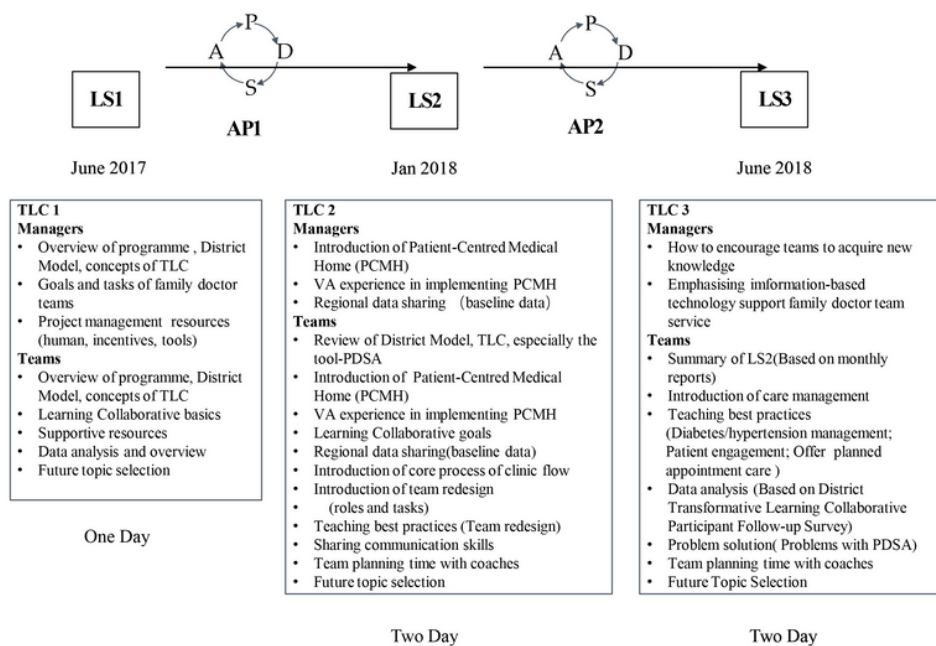 P
A D
S
LS1
AP1
LS2
P
A D
S
AP2
LS3
June 2017
Jan 2018
June 2018
TLC 1
Managers
• Overview of programme , District
Model, concepts of TLC
• Goals and tasks of family doctor
teams
• Project management resources
(human, incentives, tools)
Teams
• Overview of programme, District
Model, concepts of TLC
• Learning Collaborative basics
• Supportive resources
• Data analysis and overview
• Future topic selection
One Day
TLC 2
Managers
• Introduction of Patient-Centred Medical
Home (PCMH)
• VA experience in implementing PCMH
• Regional data sharing （baseline data)
Teams
• Review of District Model, TLC, especially the
tool-PDSA
• Introduction of Patient-Centred Medical
Home (PCMH)
• VA experience in implementing PCMH
• Learning Collaborative goals
• Regional data sharing(baseline data)
• Introduction of core process of clinic flow
• Introduction of team redesign
• (roles and tasks)
• Teaching best practices (Team redesign)
• Sharing communication skills
• Team planning time with coaches
• Future topic selection
Two Day
TLC 3
Managers
• How to encourage teams to acquire new
knowledge
• Emphasising imformation-based
technology support family doctor team
service
Teams
• Summary of LS2(Based on monthly
reports)
• Introduction of care management
• Teaching best practices
(Diabetes/hypertension management;
Patient engagement; Offer planned
appointment care )
• Data analysis (Based on District
Transformative Learning Collaborative
Participant Follow-up Survey)
• Problem solution( Problems with PDSA)
• Team planning time with coaches
• Future Topic Selection
Two Day